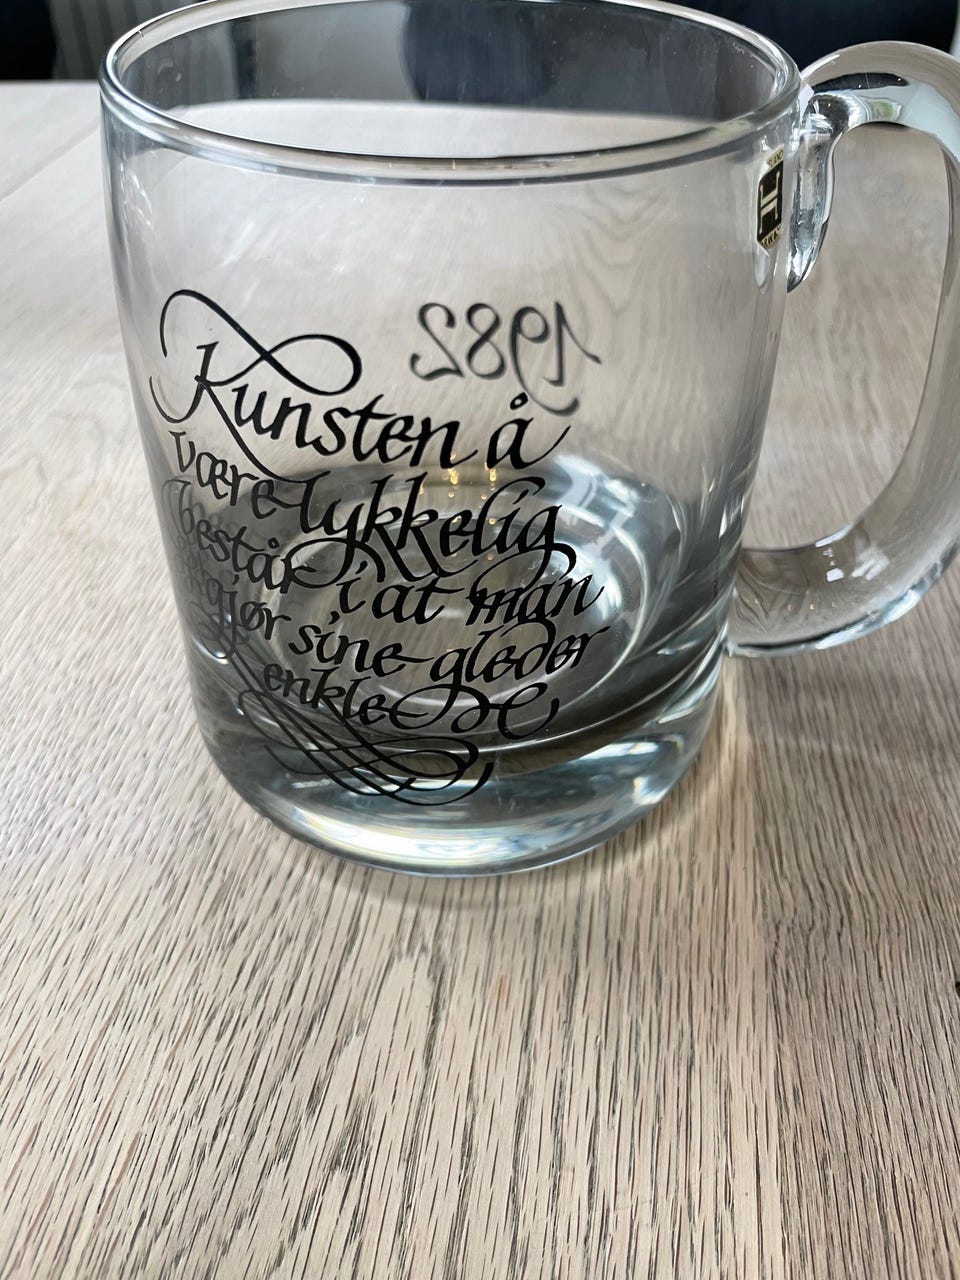 1982
Kunsten å
være lykkelig
består i at man
gjør sine gleder
enkle
H